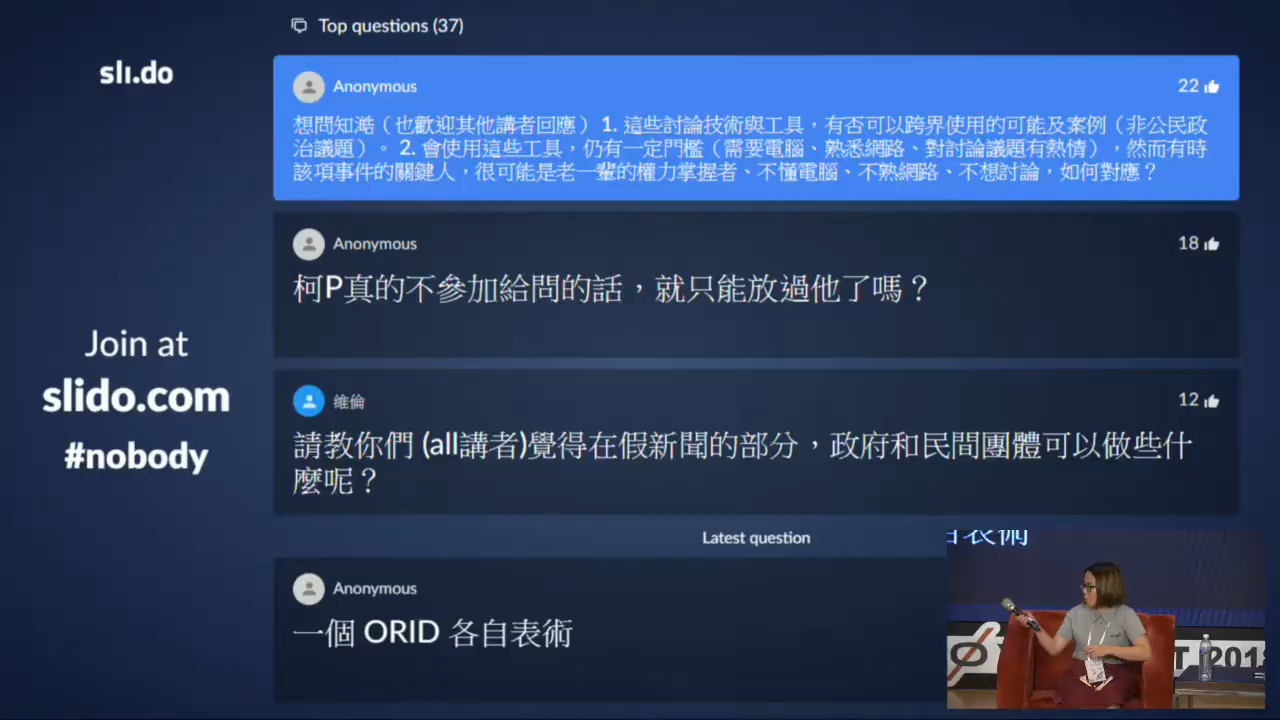 Top questions (37)
sli.do
Anonymous
22
想問知澔（也歡迎其他講者回應） 1. 這些討論技術與工具，有否可以跨界使用的可能及案例（非公民政
治議題）。 2. 會使用這些工具，仍有一定門檻（需要電腦、熟悉網路、對討論議題有熱情），然而有時
該項事件的關鍵人，很可能是老一輩的權力掌握者、不懂電腦、不熟網路、不想討論，如何對應？
Anonymous
18
柯P真的不參加給問的話，就只能放過他了嗎？
Join at
slido.com
#nobody
維倫
12
請教你們 (all講者)覺得在假新聞的部分，政府和民間團體可以做些什
麼呢？
Latest question
Anonymous
一個 ORID 各自表術
自表術